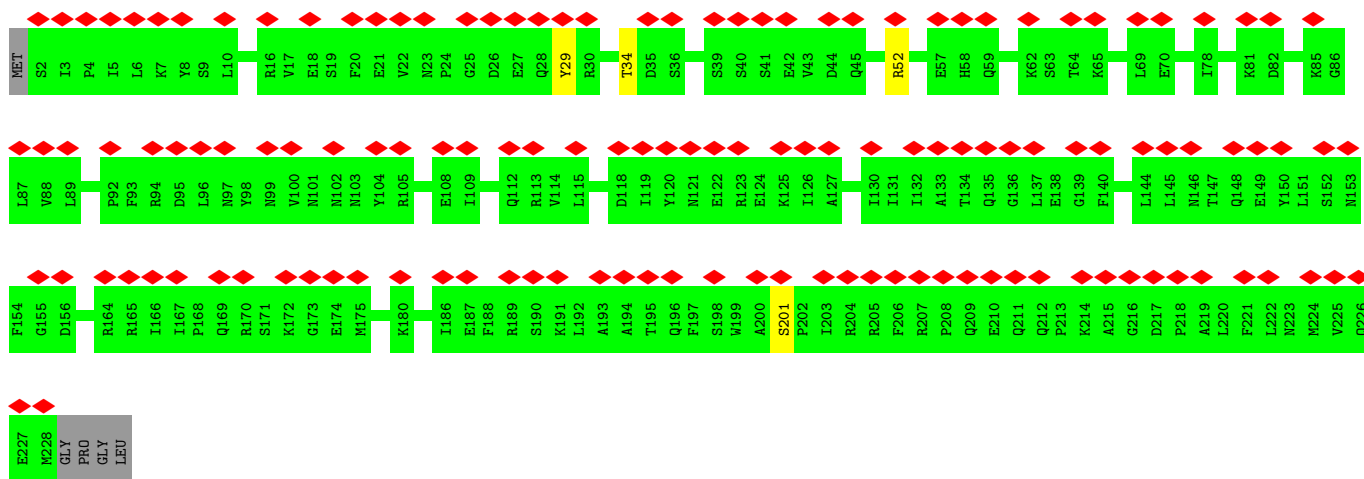 MET S2 I3 P4 I5 L6 K7 Y8 S9 L10 R16 V17 E18 S19 F20 E21 V22 N23 P24 G25 D26 E27 Q28 Y29 R30 T34 D35 S36 S39 S40 S41 E42 V43 D44 Q45 R52 E57 H58 Q59 K62 S63 T64 K65 L69 E70 I78 K81 D82 K85 G86
L87 V88 L89 P92 F93 R94 D95 L96 N97 Y98 N99 V100 N101 N102 N103 Y104 R105 E108 I109 Q112 R113 V114 L115 D118 I119 Y120 N121 E122 R123 E124 K125 I126 A127 I130 I131 I132 A133 T134 Q135 G136 L137 E138 G139 F140 L144 L145 N146 T147 Q148 E149 Y150 L151 S152 N153
F154 G155 D156 R164 R165 I166 I167 P168 Q169 R170 S171 K172 G173 E174 M175 K180 I186 E187 F188 R189 S190 K191 L192 A193 A194 T195 Q196 F197 S198 W199 A200 S201 P202 I203 R204 R205 F206 R207 P208 Q209 E210 Q211 Q212 P213 K214 A215 G216 D217 P218 A219 L220 F221 L222 N223 M224 V225 Q226
E227 M228 GLY PRO GLY LEU